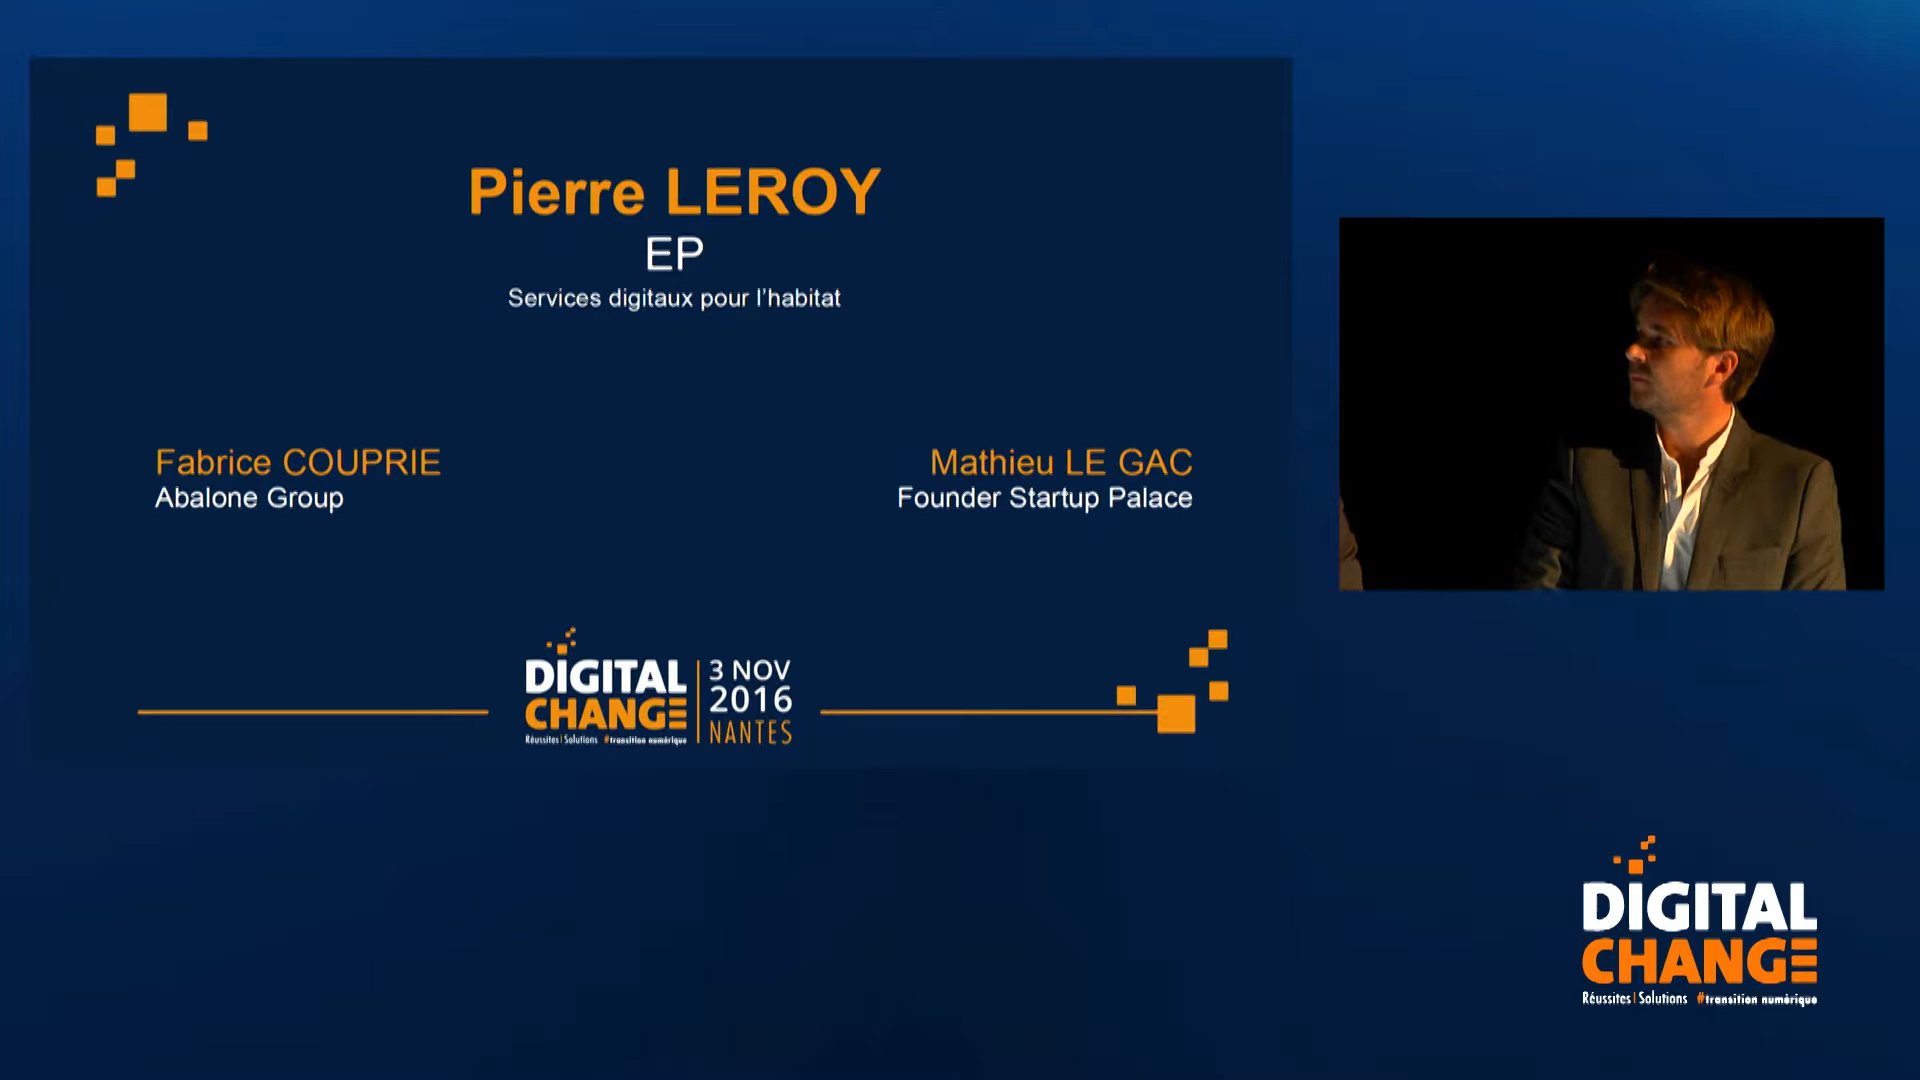 Pierre LEROY
EP
Services digitaux pour l'habitat
Fabrice COUPRIE
Abalone Group
Mathieu LE GAC
Founder Startup Palace
DIGITAL
CHANGE
Réussites | Solutions #transition numérique
3 NOV
2016
NANTES
DIGITAL
CHANGE
Réussites | Solutions #transition numérique